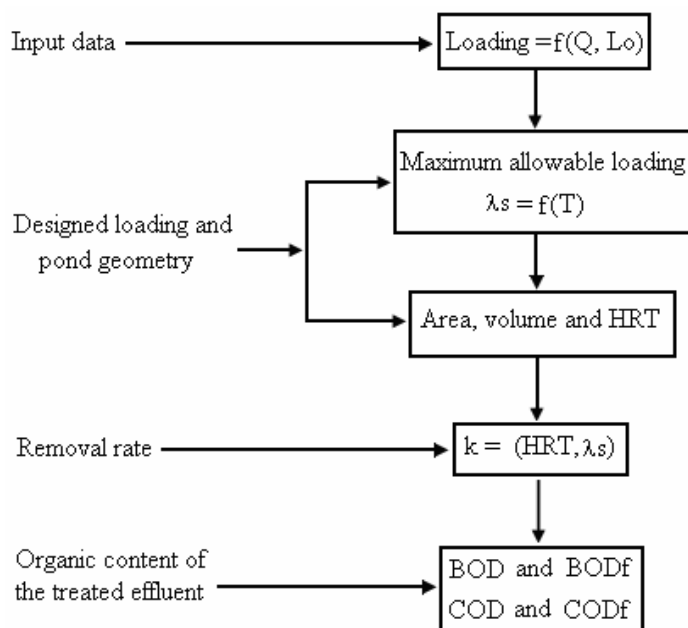 Input data
Loading =f(Q, Lo)
Maximum allowable loading
λs = f(T)
Designed loading and
pond geometry
Area, volume and HRT
Removal rate
k = (HRT,λs)
Organic content of
the treated effluent
BOD and BODf
COD and CODf